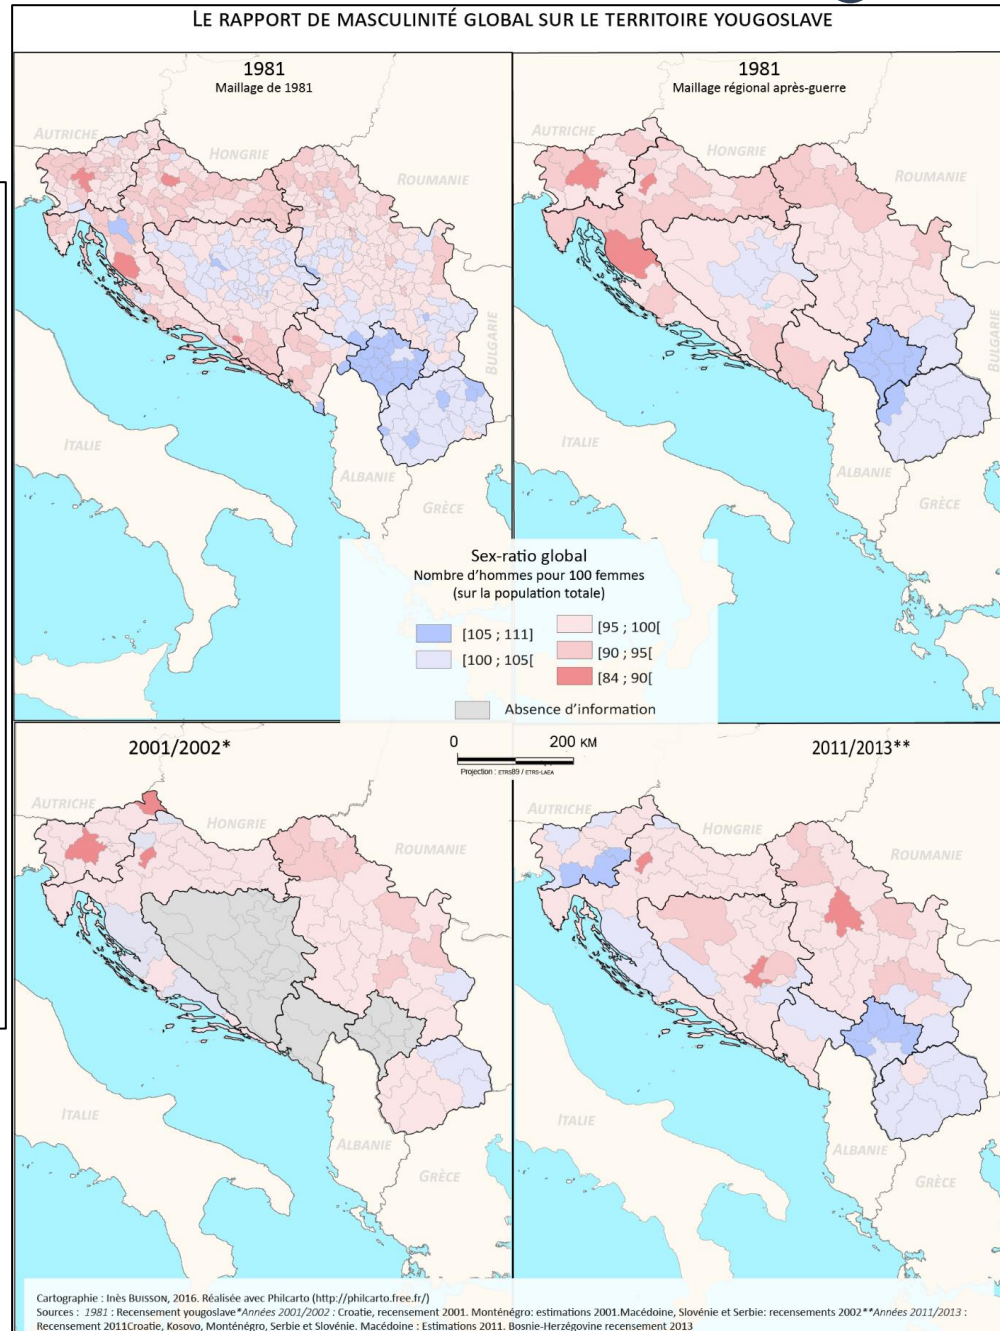 LE RAPPORT DE MASCULINITÉ GLOBAL SUR LE TERRITOIRE YOUGOSLAVE
1981
Maillage de 1981
AUTRICHE
HONGRIE
ROUMANIE
BULGARIE
ITALIE
ALBANIE
GRÈCE
1981
Maillage régional après-guerre
AUTRICHE
HONGRIE
ROUMANIE
BULGARIE
ITALIE
ALBANIE
GRÈCE
Sex-ratio global
Nombre d'hommes pour 100 femmes
(sur la population totale)
[105 ; 111]
[100 ; 105[
[95 ; 100[
[90 ; 95[
[84 ; 90[
Absence d'information
0 200 KM
Projection : ETRS89 / ETRS-LAEA
2001/2002*
AUTRICHE
HONGRIE
ROUMANIE
ITALIE
ALBANIE
GRÈCE
2011/2013**
AUTRICHE
HONGRIE
ROUMANIE
ITALIE
ALBANIE
GRÈCE
Cartographie : Inès BUISSON, 2016. Réalisée avec Philcarto (http://philcarto.free.fr/)
Sources : 1981 : Recensement yougoslave*Années 2001/2002 : Croatie, recensement 2001. Monténégro: estimations 2001.Macédoine, Slovénie et Serbie: recensements 2002**Années 2011/2013 :
Recensement 2011Croatie, Kosovo, Monténégro, Serbie et Slovénie. Macédoine : Estimations 2011. Bosnie-Herzégovine recensement 2013